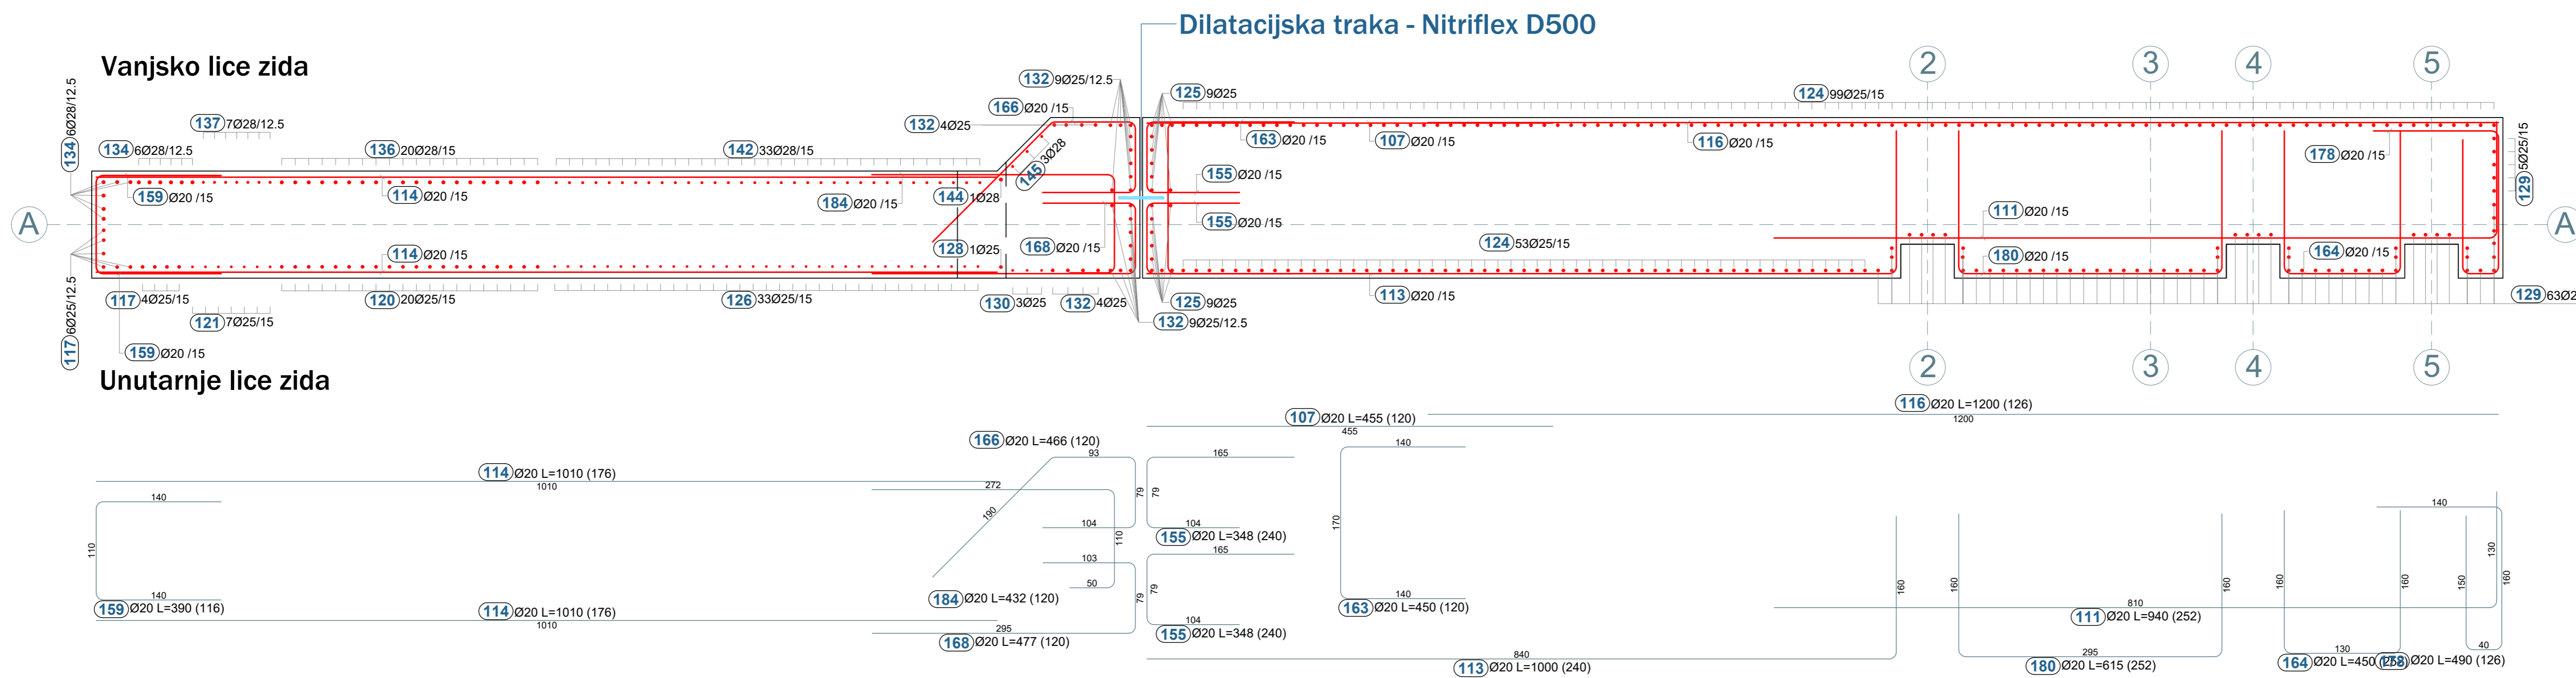 Dilatacijska traka - Nitriflex D500
Vanjsko lice zida
2 3 4 5
134 6Ø28/12.5
137 7Ø28/12.5
134 6Ø28/12.5
136 20Ø28/15
142 33Ø28/15
132 9Ø25/12.5
166 Ø20 /15
132 4Ø25
145 3Ø28
125 9Ø25
124 99Ø25/15
163 Ø20 /15
107 Ø20 /15
116 Ø20 /15
178 Ø20 /15
129 5Ø25/15
159 Ø20 /15
114 Ø20 /15
184 Ø20 /15
144 1Ø28
155 Ø20 /15
A
A
155 Ø20 /15
111 Ø20 /15
114 Ø20 /15
128 1Ø25
168 Ø20 /15
124 53Ø25/15
180 Ø20 /15
164 Ø20 /15
117 6Ø25/12.5
117 4Ø25/15
121 7Ø25/15
120 20Ø25/15
126 33Ø25/15
130 3Ø25
132 4Ø25
125 9Ø25
132 9Ø25/12.5
113 Ø20 /15
129 63Ø2
159 Ø20 /15
Unutarnje lice zida
2 3 4 5
116 Ø20 L=1200 (126)
1200
107 Ø20 L=455 (120)
455
166 Ø20 L=466 (120)
93
190
79
104
165
79
104
155 Ø20 L=348 (240)
140
170
140
163 Ø20 L=450 (120)
114 Ø20 L=1010 (176)
1010
272
110
50
184 Ø20 L=432 (120)
140
110
140
159 Ø20 L=390 (116)
114 Ø20 L=1010 (176)
1010
103
79
295
168 Ø20 L=477 (120)
165
79
104
155 Ø20 L=348 (240)
840
160
113 Ø20 L=1000 (240)
810
130
111 Ø20 L=940 (252)
160
160
295
180 Ø20 L=615 (252)
160
160
130
164 Ø20 L=450
140
150
160
40
178 Ø20 L=490 (126)